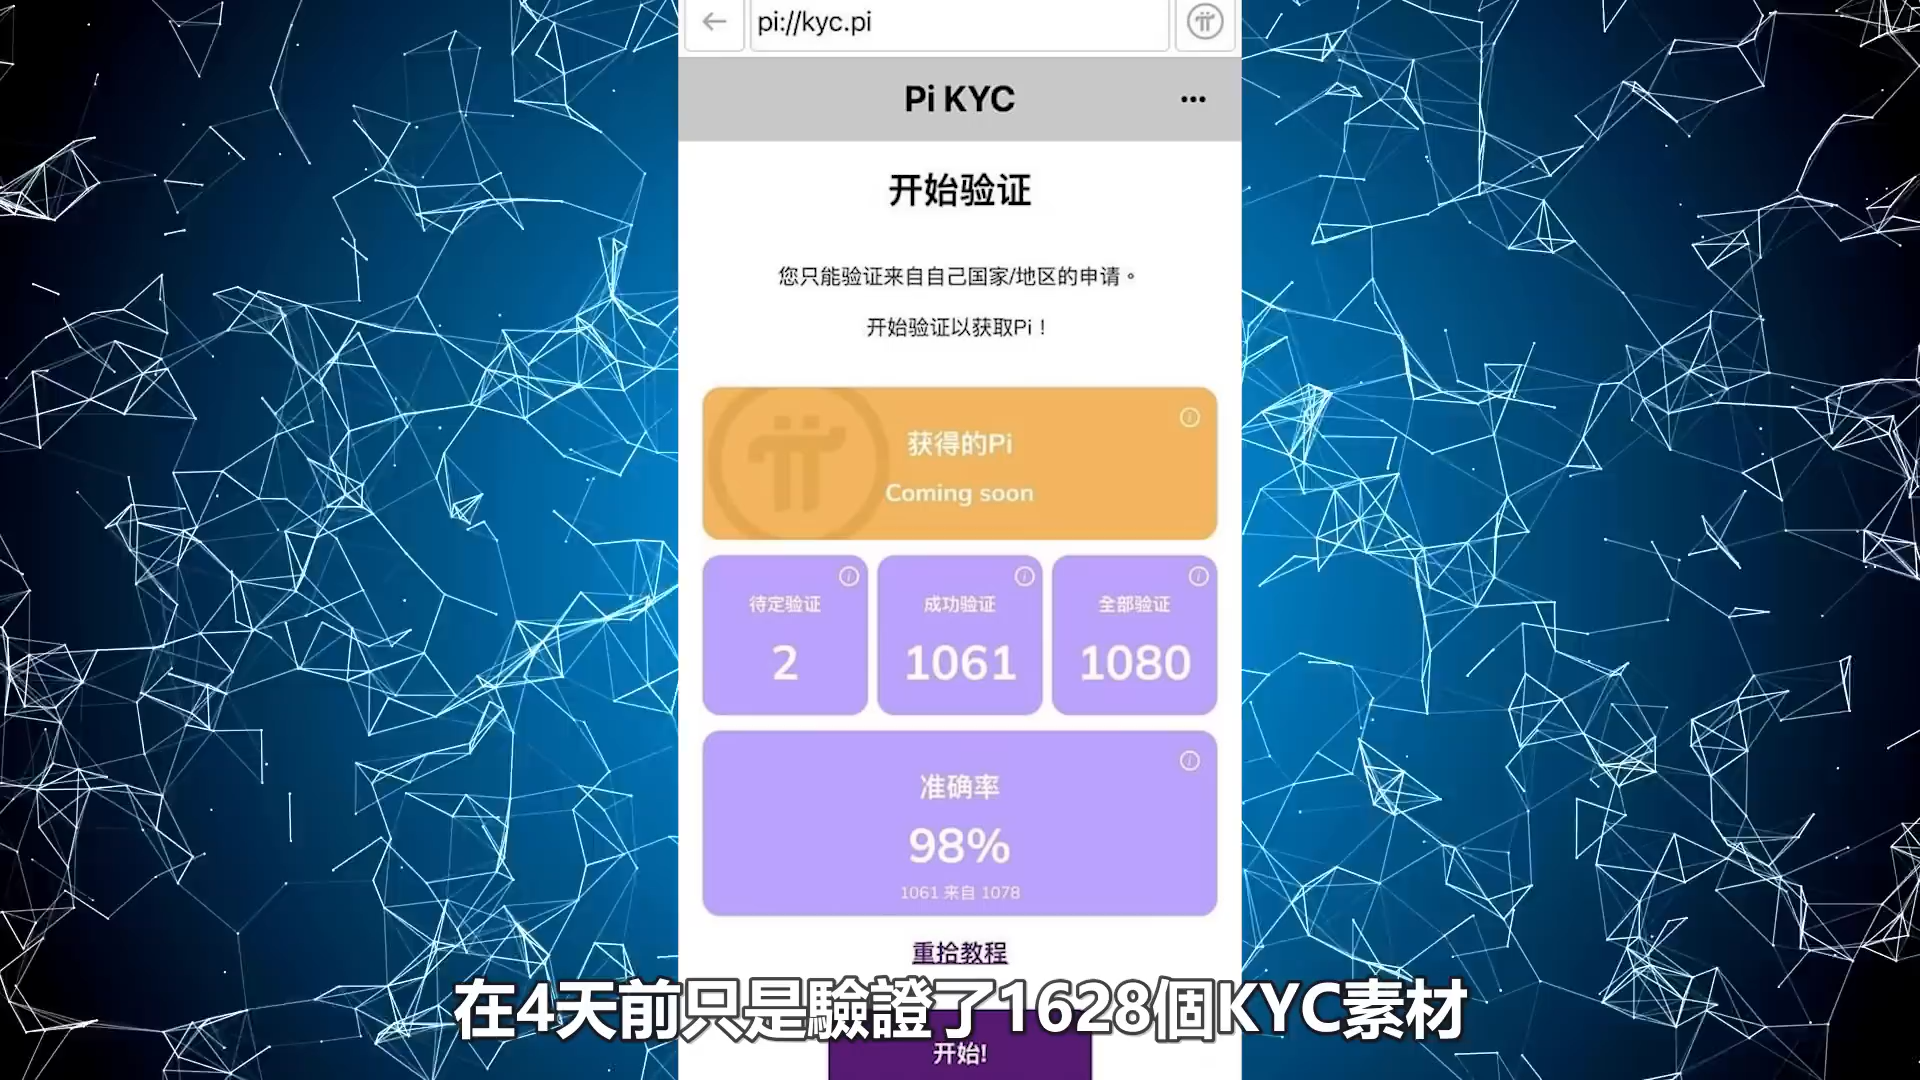 pi://kyc.pi
Pi KYC
开始验证
您只能验证来自自己国家/地区的申请。
开始验证以获取Pi！
获得的Pi
Coming soon
待定验证
2
成功验证
1061
全部验证
1080
准确率
98%
1061 来自 1078
重拾教程
在4天前只是驗證了1628個KYC素材
开始!